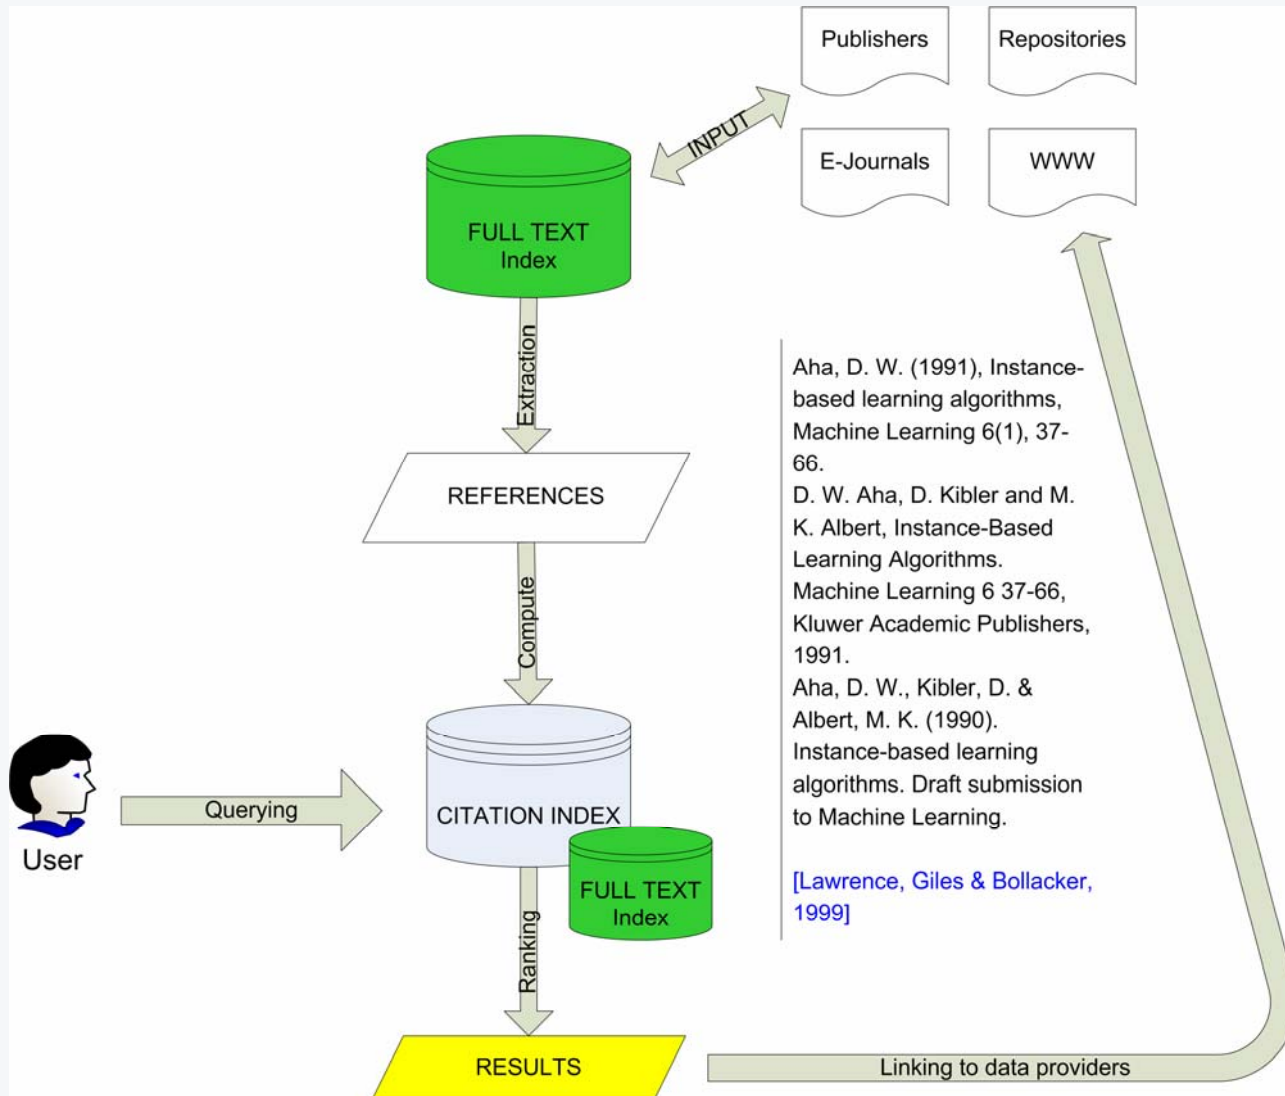 Publishers
Repositories
E-Journals
WWW
INPUT
FULL TEXT
Index
Extraction
REFERENCES
Compute
User
Querying
CITATION INDEX
FULL TEXT
Index
Ranking
RESULTS
Linking to data providers
Aha, D. W. (1991), Instance-
based learning algorithms,
Machine Learning 6(1), 37-
66.
D. W. Aha, D. Kibler and M.
K. Albert, Instance-Based
Learning Algorithms.
Machine Learning 6 37-66,
Kluwer Academic Publishers,
1991.
Aha, D. W., Kibler, D. &
Albert, M. K. (1990).
Instance-based learning
algorithms. Draft submission
to Machine Learning.
[Lawrence, Giles & Bollacker,
1999]